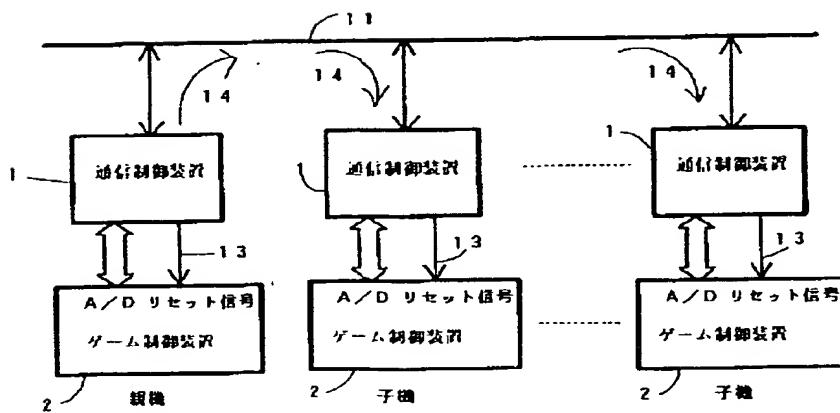 11
14
14
14
1
通信制御装置
1
通信制御装置
1
通信制御装置
13
13
13
A/D リセット信号
ゲーム制御装置
A/D リセット信号
ゲーム制御装置
A/D リセット信号
ゲーム制御装置
2
親機
2
子機
2
子機